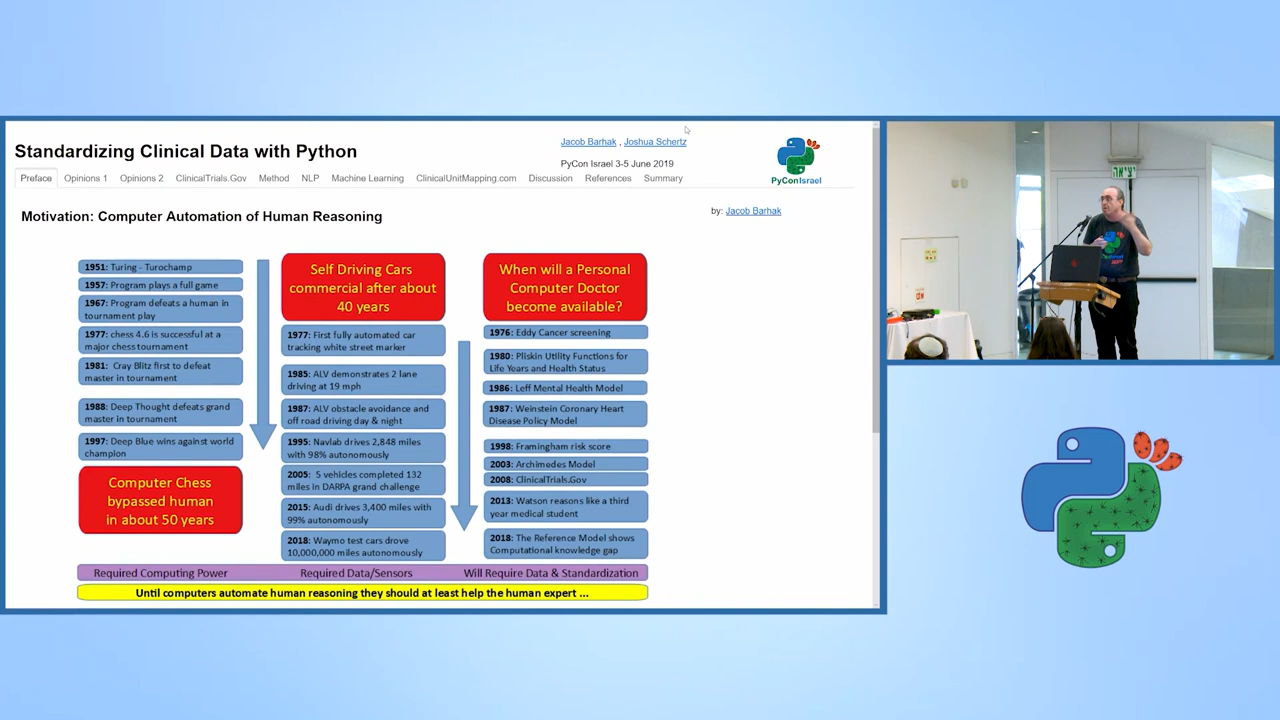 Standardizing Clinical Data with Python
Jacob Barhak , Joshua Schertz
PyCon Israel 3-5 June 2019
PyConIsrael
Preface Opinions 1 Opinions 2 ClinicalTrials.Gov Method NLP Machine Learning ClinicalUnitMapping.com Discussion References Summary
Motivation: Computer Automation of Human Reasoning
by: Jacob Barhak
1951: Turing - Turochamp
1957: Program plays a full game
1967: Program defeats a human in
tournament play
1977: chess 4.6 is successful at a
major chess tournament
1981: Cray Blitz first to defeat
master in tournament
1988: Deep Thought defeats grand
master in tournament
1997: Deep Blue wins against world
champion
Computer Chess
bypassed human
in about 50 years
Self Driving Cars
commercial after about
40 years
1977: First fully automated car
tracking white street marker
1985: ALV demonstrates 2 lane
driving at 19 mph
1987: ALV obstacle avoidance and
off road driving day & night
1995: Navlab drives 2,848 miles
with 98% autonomously
2005: 5 vehicles completed 132
miles in DARPA grand challenge
2015: Audi drives 3,400 miles with
99% autonomously
2018: Waymo test cars drove
10,000,000 miles autonomously
When will a Personal
Computer Doctor
become available?
1976: Eddy Cancer screening
1980: Pliskin Utility Functions for
Life Years and Health Status
1986: Leff Mental Health Model
1987: Weinstein Coronary Heart
Disease Policy Model
1998: Framingham risk score
2003: Archimedes Model
2008: ClinicalTrials.Gov
2013: Watson reasons like a third
year medical student
2018: The Reference Model shows
Computational knowledge gap
Required Computing Power Required Data/Sensors Will Require Data & Standardization
Until computers automate human reasoning they should at least help the human expert ...
יציאה